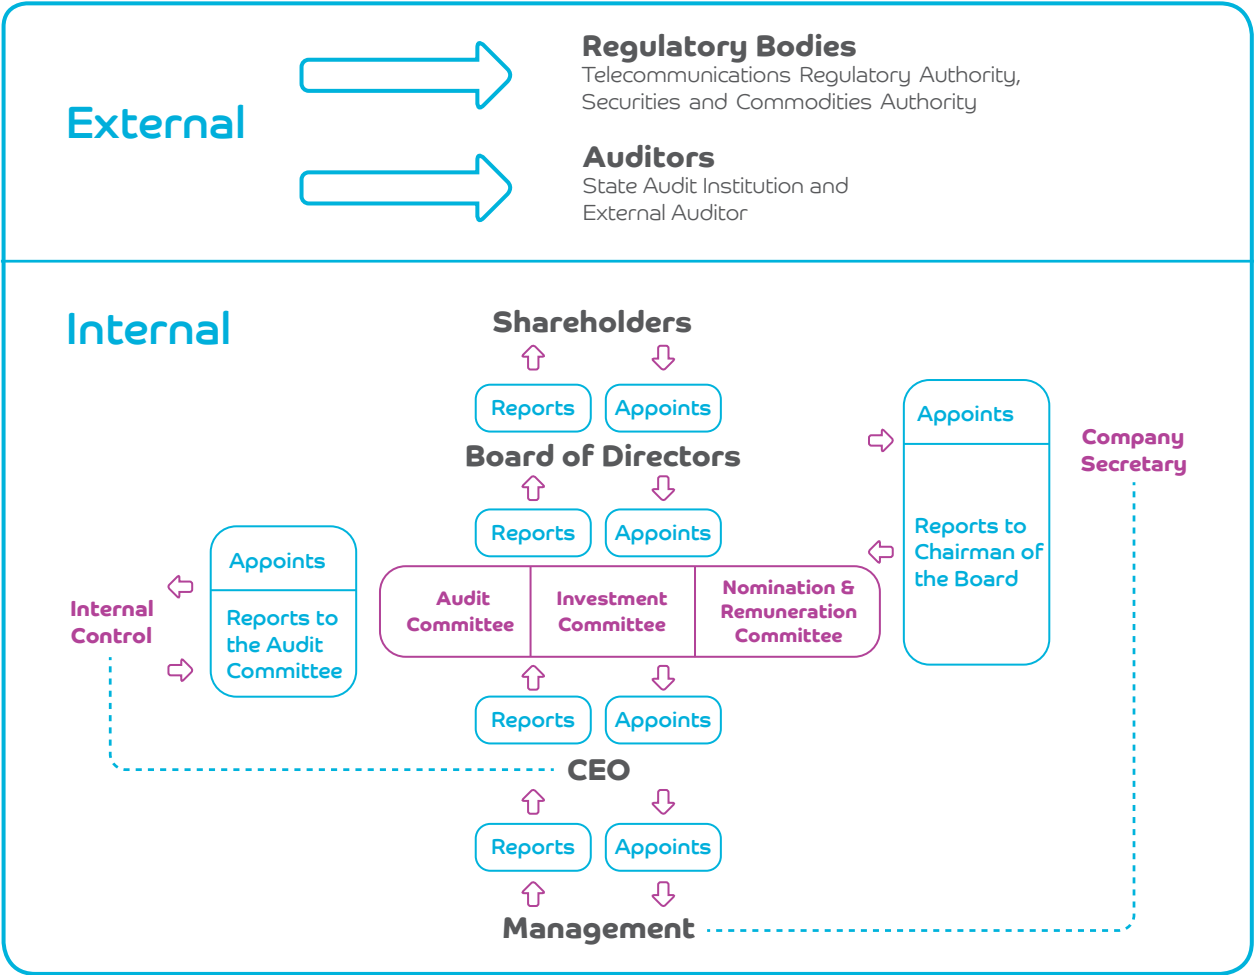 External
Regulatory Bodies
Telecommunications Regulatory Authority,
Securities and Commodities Authority
Auditors
State Audit Institution and
External Auditor
Internal
Shareholders
Reports
Appoints
Board of Directors
Reports
Appoints
Appoints
Reports to
Chairman of
the Board
Company
Secretary
Internal
Control
Appoints
Reports to
the Audit
Committee
Audit
Committee
Investment
Committee
Nomination &
Remuneration
Committee
Reports
Appoints
CEO
Reports
Appoints
Management